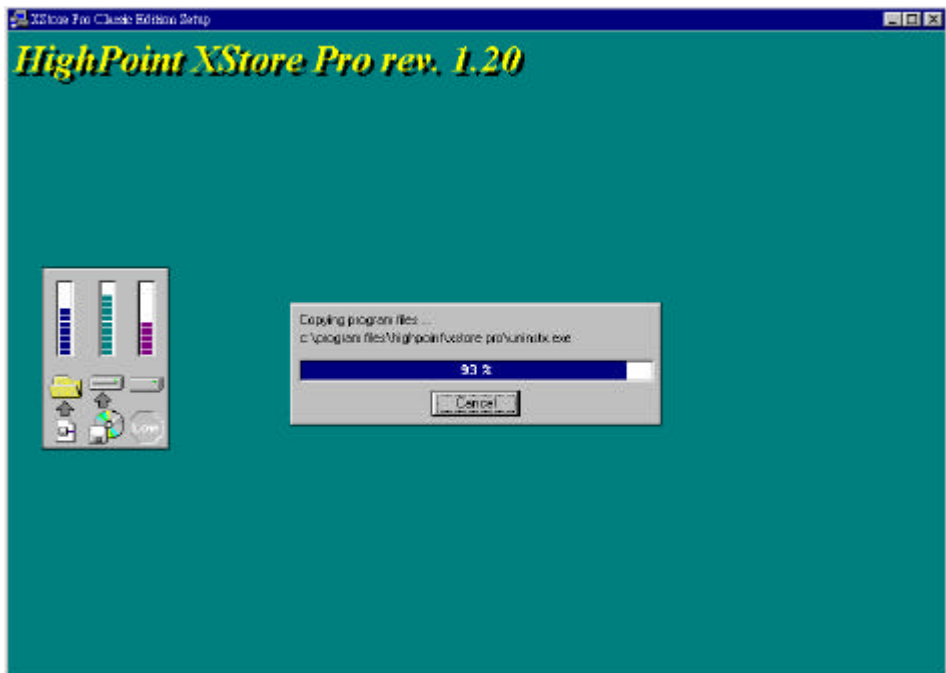 XStore Pro Classic Edition Setup
HighPoint XStore Pro rev. 1.20
Copying program files ...
c:\program files\highpoint\xstore pro\uninstx.exe
93 %
Cancel
Low